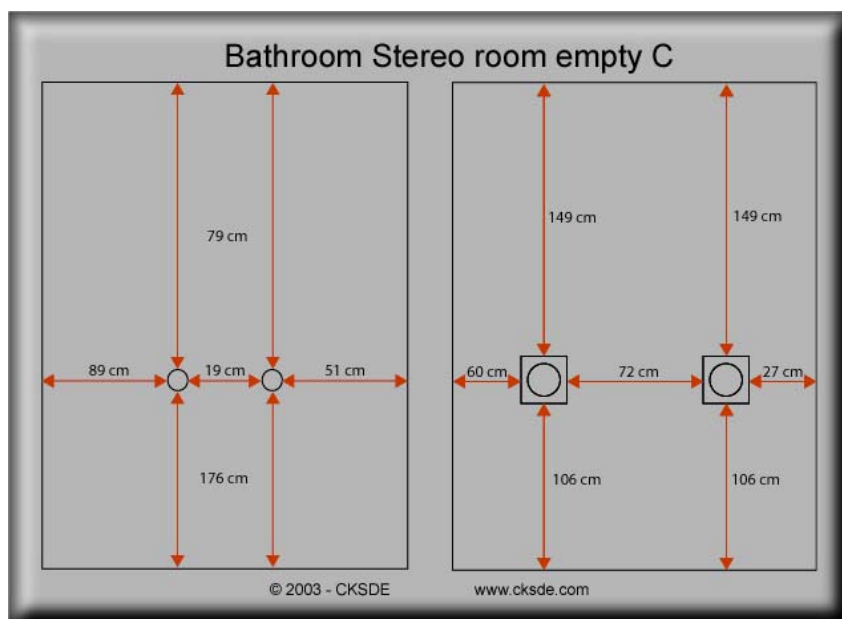 Bathroom Stereo room empty C
79 cm
89 cm 19 cm 51 cm
176 cm
149 cm 149 cm
60 cm 72 cm 27 cm
106 cm 106 cm
© 2003 - CKSDE www.cksde.com